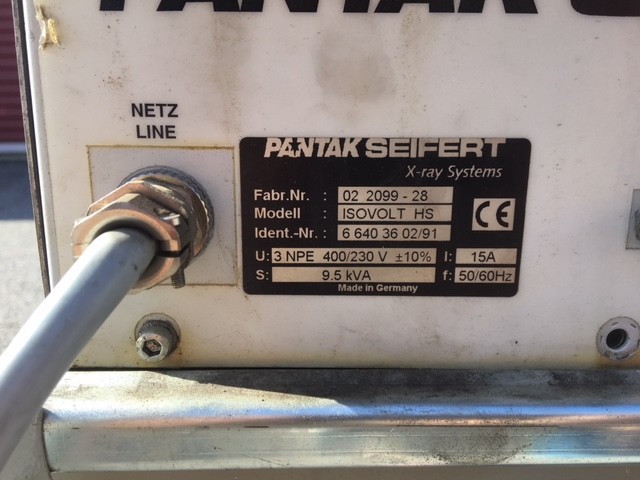 PANTAK
NETZ
LINE
PANTAK SEIFERT
X-ray Systems
Fabr.Nr. : 02 2099 - 28
Modell : ISOVOLT HS
Ident.-Nr. : 6 640 36 02/91
CE
U: 3 NPE 400/230 V ±10% I: 15A
S: 9.5 kVA f: 50/60Hz
Made in Germany